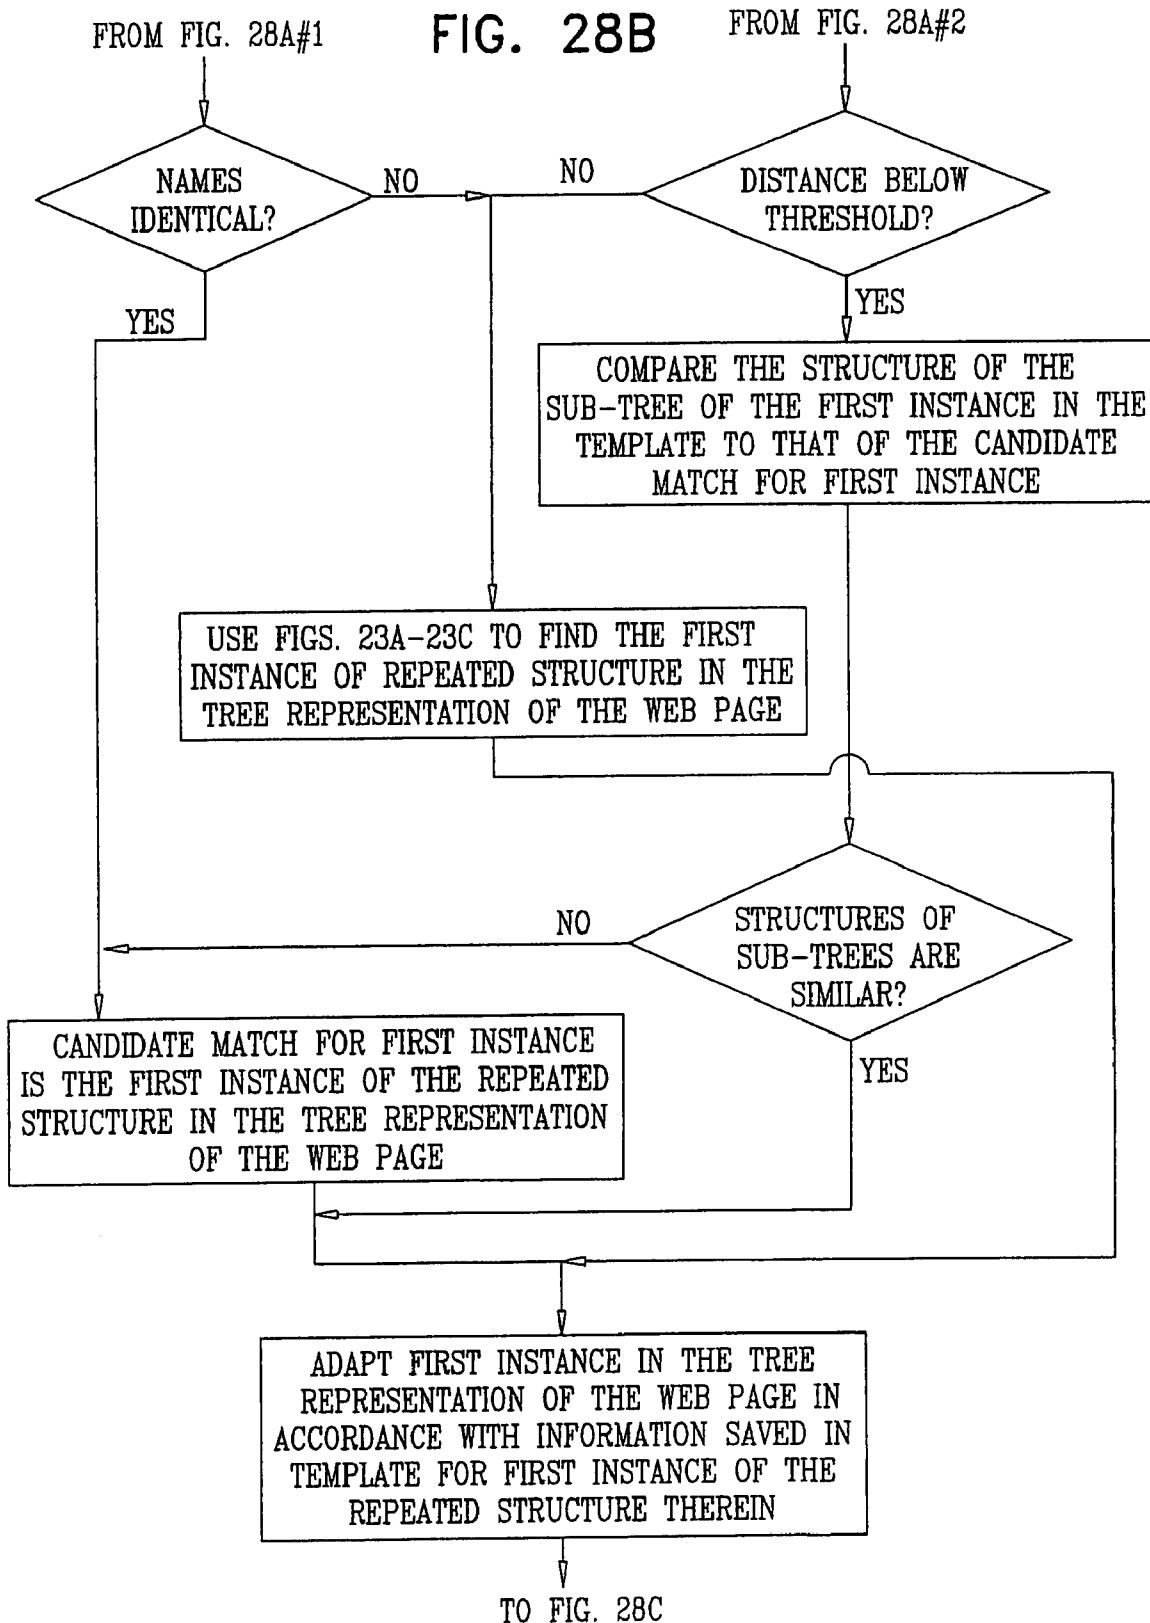 FROM FIG. 28A#1
FIG. 28B
FROM FIG. 28A#2
NAMES
IDENTICAL?
NO
NO
DISTANCE BELOW
THRESHOLD?
YES
YES
COMPARE THE STRUCTURE OF THE
SUB-TREE OF THE FIRST INSTANCE IN THE
TEMPLATE TO THAT OF THE CANDIDATE
MATCH FOR FIRST INSTANCE
USE FIGS. 23A-23C TO FIND THE FIRST
INSTANCE OF REPEATED STRUCTURE IN THE
TREE REPRESENTATION OF THE WEB PAGE
NO
STRUCTURES OF
SUB-TREES ARE
SIMILAR?
YES
CANDIDATE MATCH FOR FIRST INSTANCE
IS THE FIRST INSTANCE OF THE REPEATED
STRUCTURE IN THE TREE REPRESENTATION
OF THE WEB PAGE
ADAPT FIRST INSTANCE IN THE TREE
REPRESENTATION OF THE WEB PAGE IN
ACCORDANCE WITH INFORMATION SAVED IN
TEMPLATE FOR FIRST INSTANCE OF THE
REPEATED STRUCTURE THEREIN
TO FIG. 28C